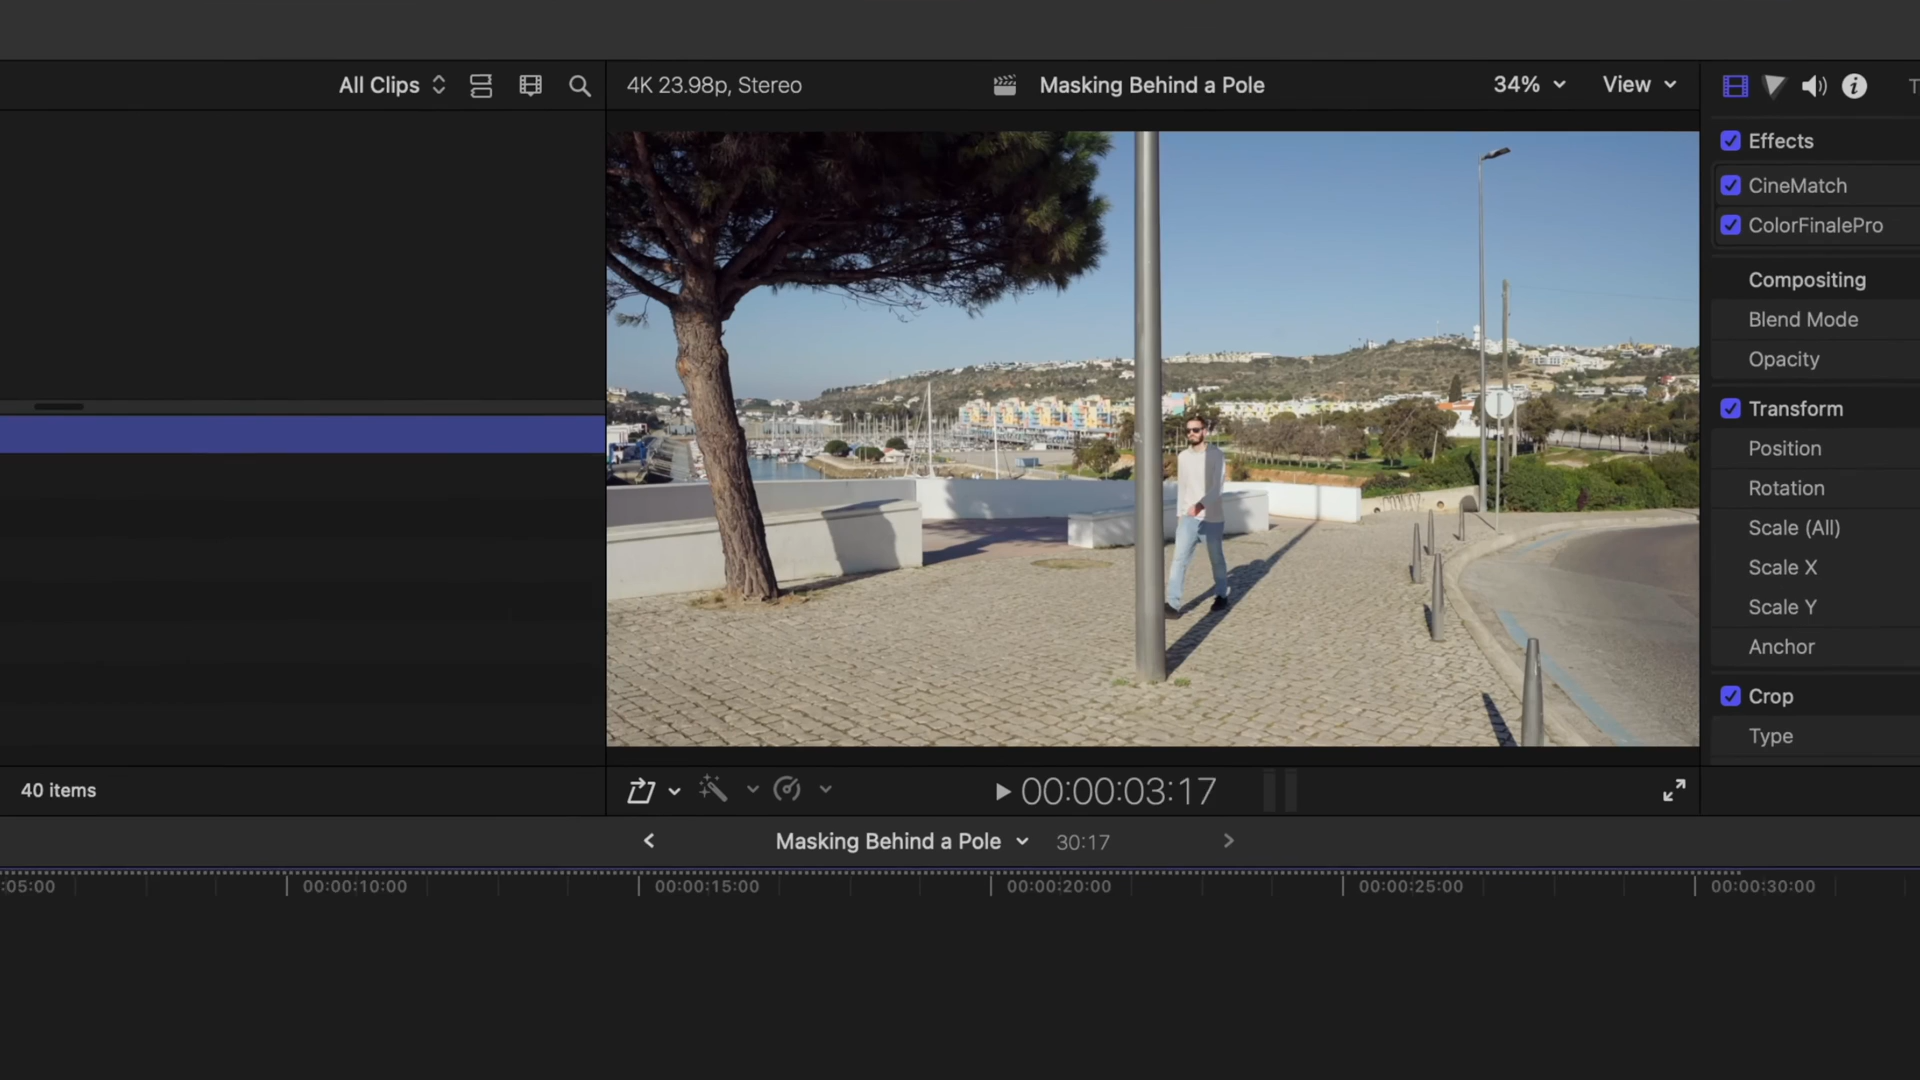 All Clips
4K 23.98p, Stereo
Masking Behind a Pole
34%
View
Effects
CineMatch
ColorFinalePro
Compositing
Blend Mode
Opacity
Transform
Position
Rotation
Scale (All)
Scale X
Scale Y
Anchor
Crop
Type
40 items
00:00:03:17
Masking Behind a Pole
30:17
:05:00
00:00:10:00
00:00:15:00
00:00:20:00
00:00:25:00
00:00:30:00